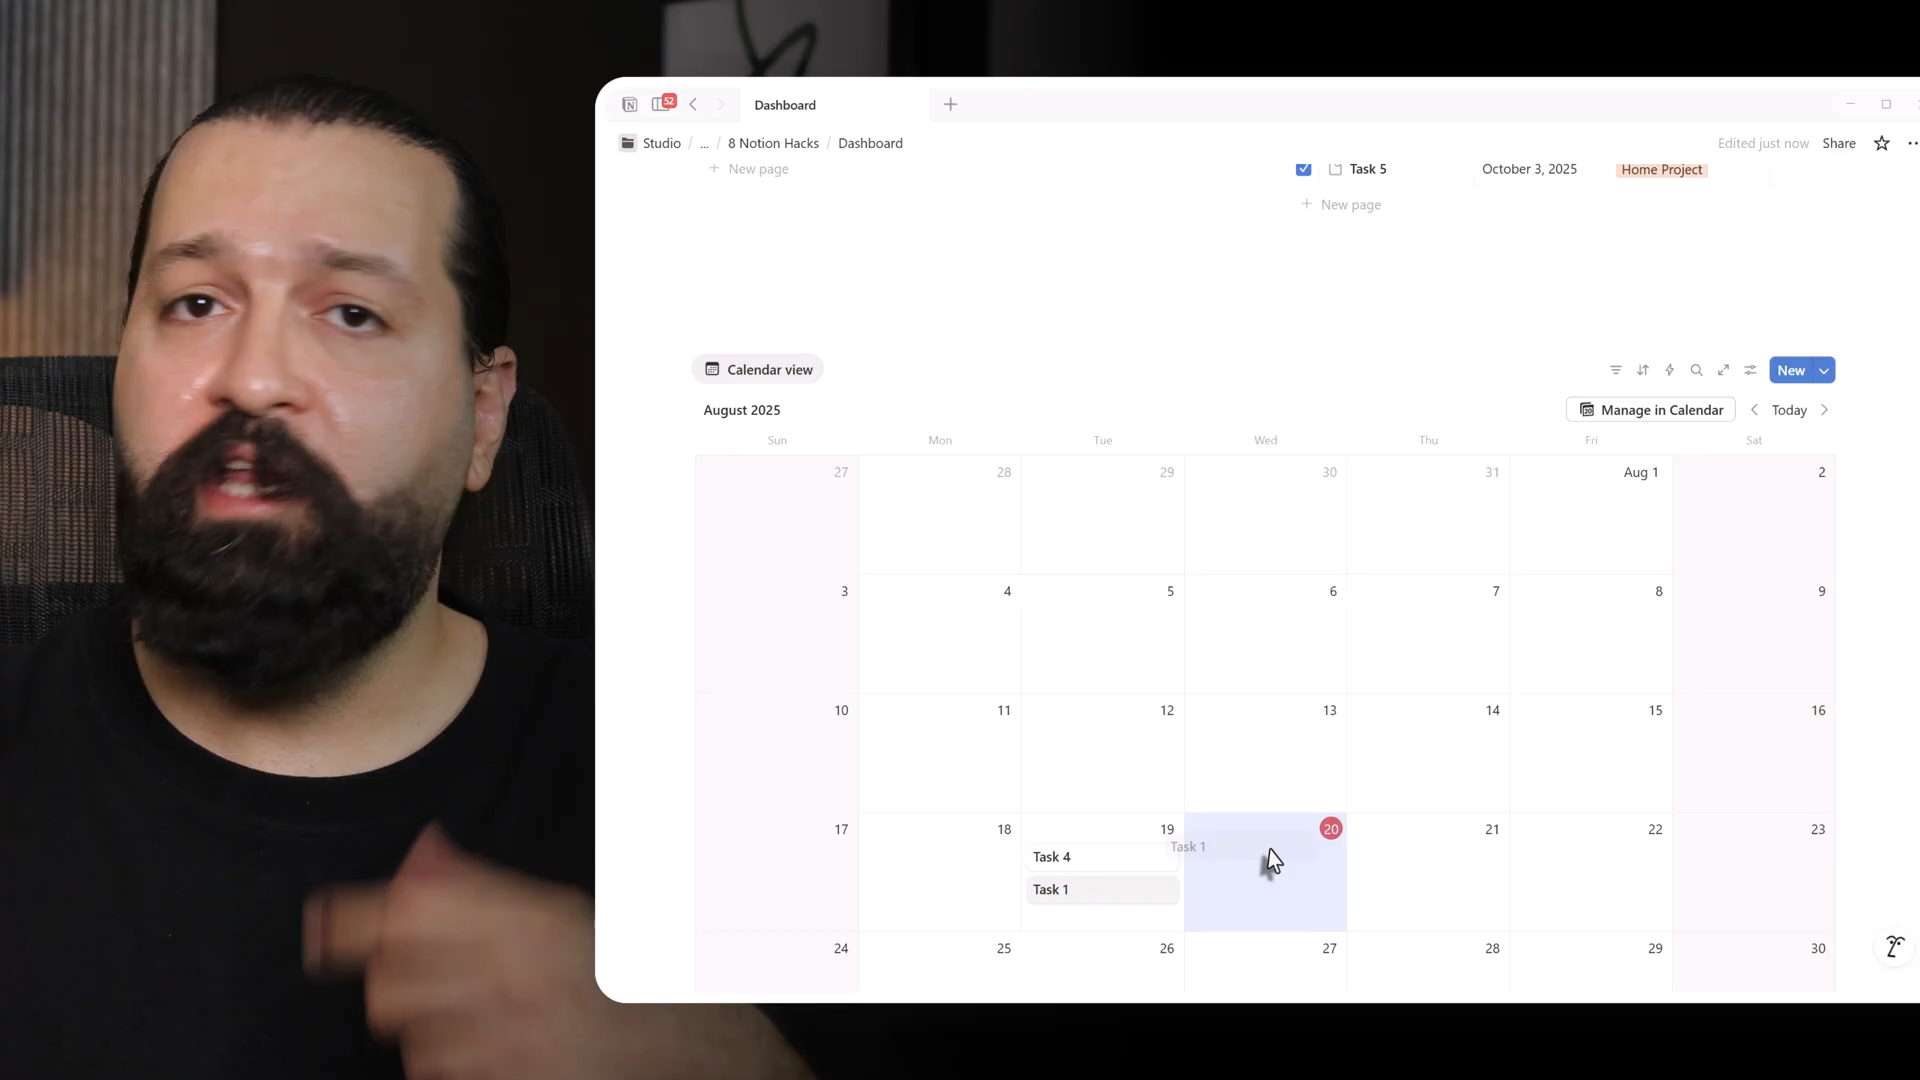 52
Dashboard
Studio / ... / 8 Notion Hacks / Dashboard
Edited just now
Share
New page
Task 5
October 3, 2025
Home Project
New page
Calendar view
New
August 2025
Manage in Calendar
Today
Sun Mon Tue Wed Thu Fri Sat
27 28 29 30 31 Aug 1 2
3 4 5 6 7 8 9
10 11 12 13 14 15 16
17 18 19 20 21 22 23
Task 4
Task 1
Task 1
24 25 26 27 28 29 30